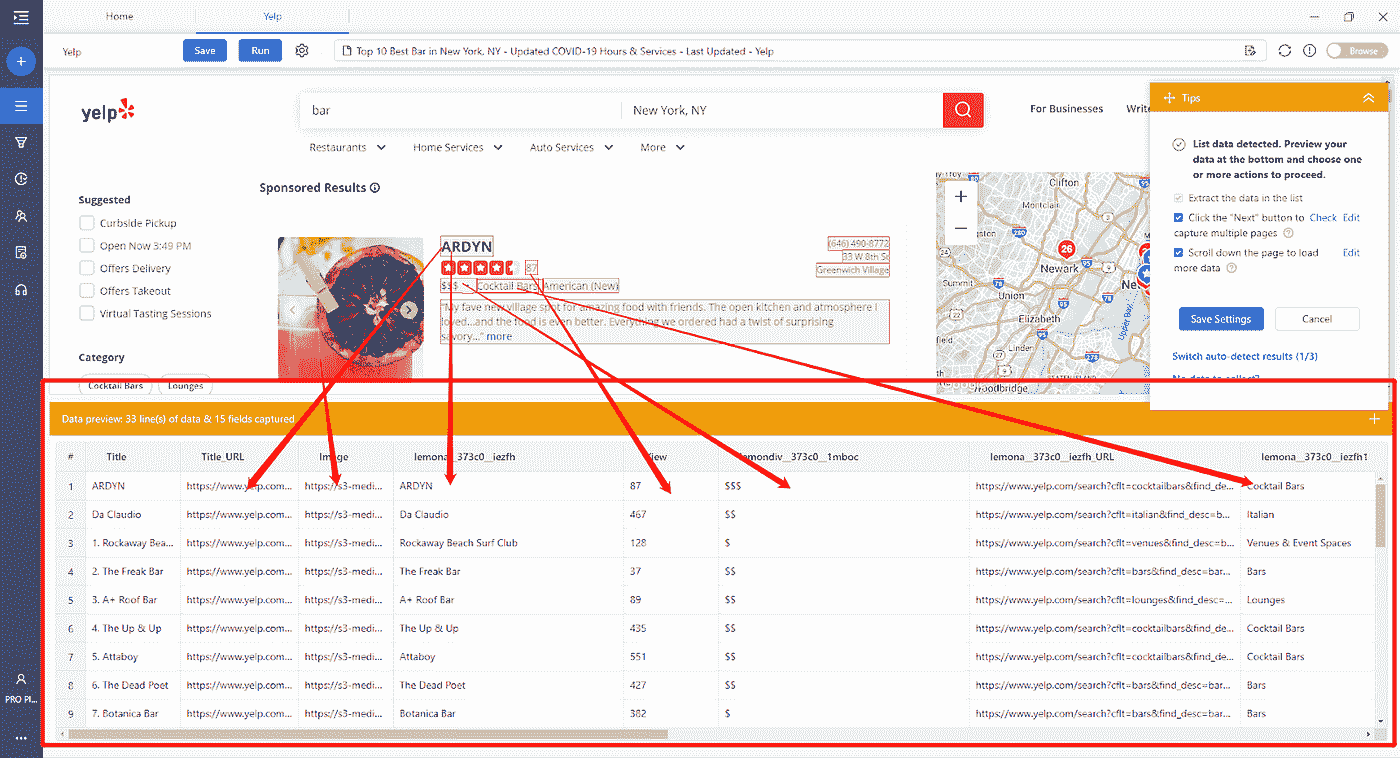 Home
Yelp
Yelp
Save
Run
Top 10 Best Bar in New York, NY - Updated COVID-19 Hours & Services - Last Updated - Yelp
Browse
yelp
bar
New York, NY
For Businesses
Write
Restaurants
Home Services
Auto Services
More
Tips
List data detected. Preview your
data at the bottom and choose one
or more actions to proceed.
Extract the data in the list
Click the "Next" button to Check Edit
capture multiple pages
Scroll down the page to load Edit
more data
Save Settings
Cancel
Switch auto-detect results (1/3)
No data to collect?
Suggested
Curbside Pickup
Open Now 3:49 PM
Offers Delivery
Offers Takeout
Virtual Tasting Sessions
Category
Cocktail Bars
Lounges
Sponsored Results
ARDYN
87
$$$ Cocktail Bars American (New)
(646) 490-8772
33 W 8th St
Greenwich Village
"My fave new village spot for amazing food with friends. The open kitchen and atmosphere I
loved...and the food is even better. Everything we ordered had a twist of surprising
savory..." more
Clifton
Montclair
26
Newark
Summit
Union
Elizabeth
Linden
Woodbridge
Upper Bay
280
78
95
278
Data preview: 33 line(s) of data & 15 fields captured
# Title Title_URL Image lemona__373c0__iezfh View lemondiv__373c0__1mboc lemona__373c0__iezfh_URL lemona__373c0__iezfh1
1 ARDYN https://www.yelp.com... https://s3-medi... ARDYN 87 $$$ https://www.yelp.com/search?cflt=cocktailbars&find_de... Cocktail Bars
2 Da Claudio https://www.yelp.com... https://s3-medi... Da Claudio 467 $$ https://www.yelp.com/search?cflt=italian&find_desc=b... Italian
3 1. Rockaway Bea... https://www.yelp.com... https://s3-medi... Rockaway Beach Surf Club 128 $ https://www.yelp.com/search?cflt=venues&find_desc=b... Venues & Event Spaces
4 2. The Freak Bar https://www.yelp.com... https://s3-medi... The Freak Bar 37 $$ https://www.yelp.com/search?cflt=bars&find_desc=bar... Bars
5 3. A+ Roof Bar https://www.yelp.com... https://s3-medi... A+ Roof Bar 89 $$ https://www.yelp.com/search?cflt=lounges&find_desc=... Lounges
6 4. The Up & Up https://www.yelp.com... https://s3-medi... The Up & Up 435 $$ https://www.yelp.com/search?cflt=cocktailbars&find_de... Cocktail Bars
7 5. Attaboy https://www.yelp.com... https://s3-medi... Attaboy 551 $$ https://www.yelp.com/search?cflt=cocktailbars&find_de... Cocktail Bars
8 6. The Dead Poet https://www.yelp.com... https://s3-medi... The Dead Poet 427 $$ https://www.yelp.com/search?cflt=bars&find_desc=bar... Bars
9 7. Botanica Bar https://www.yelp.com... https://s3-medi... Botanica Bar 382 $ https://www.yelp.com/search?cflt=bars&find_desc=bar... Bars
PRO Pl...